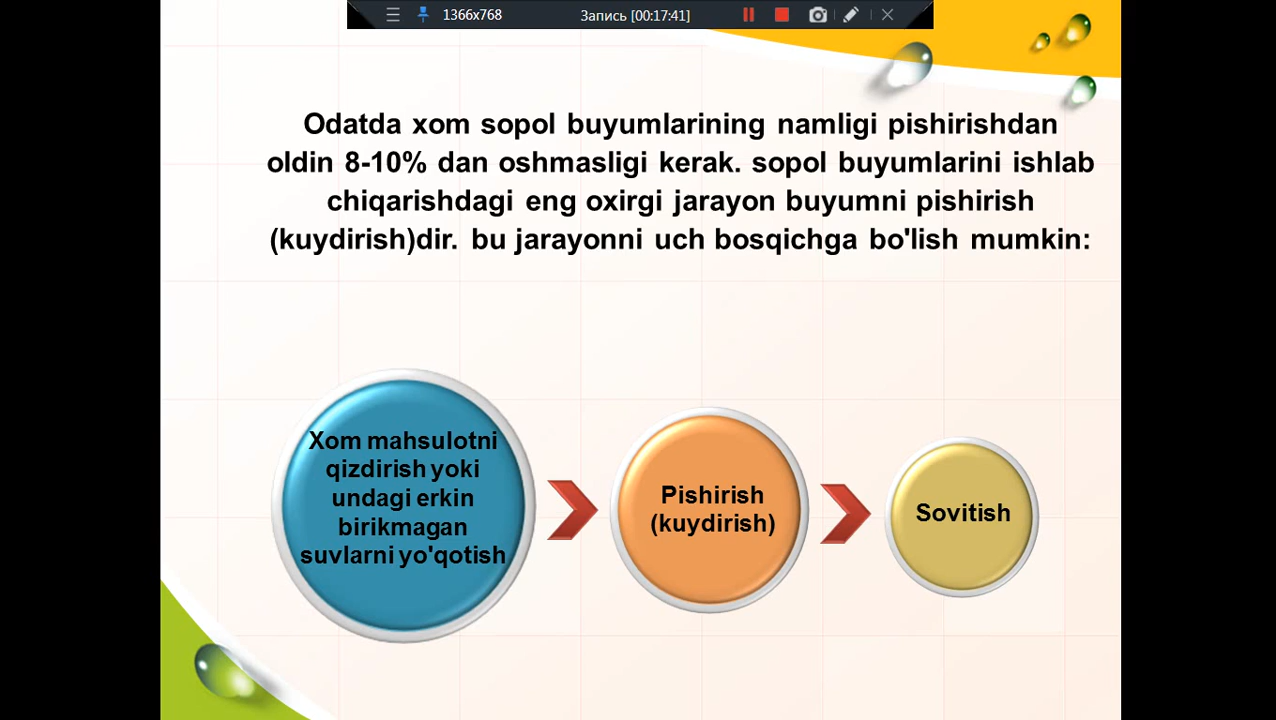 1366x768 Запись [00:17:41]
Odatda xom sopol buyumlarining namligi pishirishdan
oldin 8-10% dan oshmasligi kerak. sopol buyumlarini ishlab
chiqarishdagi eng oxirgi jarayon buyumni pishirish
(kuydirish)dir. bu jarayonni uch bosqichga bo'lish mumkin:
Xom mahsulotni
qizdirish yoki
undagi erkin
birikmagan
suvlarni yo'qotish
Pishirish
(kuydirish)
Sovitish